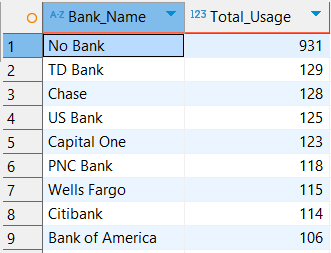 A-Z Bank_Name 123 Total_Usage
1 No Bank 931
2 TD Bank 129
3 Chase 128
4 US Bank 125
5 Capital One 123
6 PNC Bank 118
7 Wells Fargo 115
8 Citibank 114
9 Bank of America 106